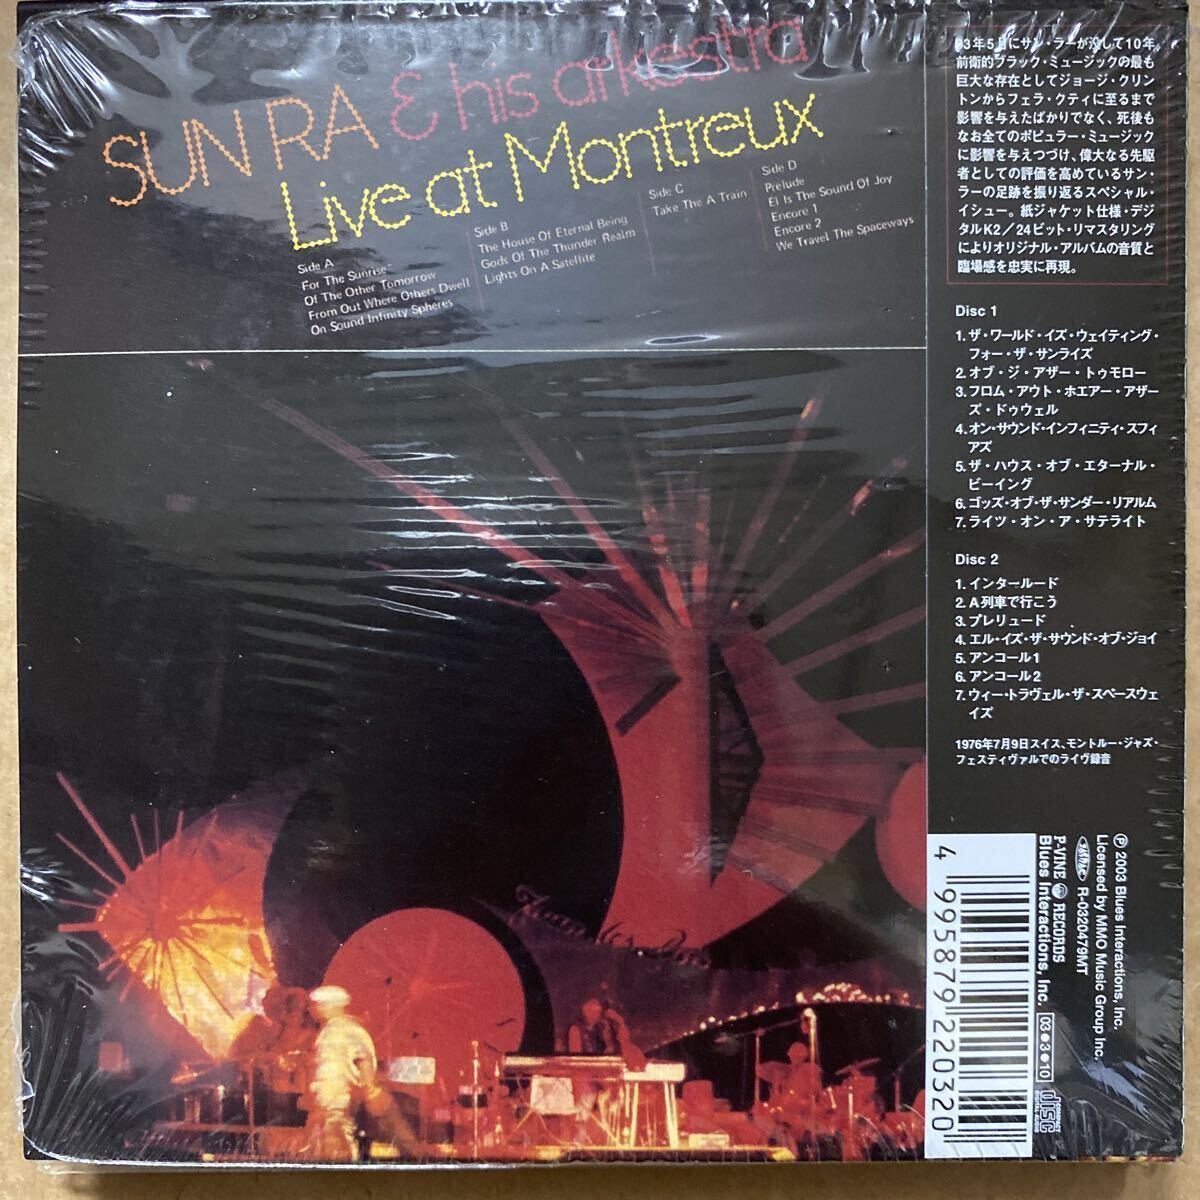 SUN RA & his arkestra
Live at Montreux
Side A
For The Sunrise
Of The Other Tomorrow
From Out Where Others Dwell
On Sound Infinity Spheres
Side B
The House Of Eternal Being
Gods Of The Thunder Realm
Lights On A Satellite
Side C
Take The A Train
Side D
Prelude
El Is The Sound Of Joy
Encore 1
Encore 2
We Travel The Spaceways
93年5月にサン・ラーが没して10年。
前衛的ブラック・ミュージックの最も
巨大な存在としてジョージ・クリン
トンからフェラ・クティに至るまで
影響を与えたばかりでなく、死後も
なお全てのポピュラー・ミュージック
に影響を与えつづけ、偉大なる先駆
者としての評価を高めているサン・
ラーの足跡を振り返るスペシャル・
イシュー。紙ジャケット仕様・デジ
タルK2/24ビット・リマスタリング
によりオリジナル・アルバムの音質と
臨場感を忠実に再現。
Disc 1
1. ザ・ワールド・イズ・ウェイティング・
フォー・ザ・サンライズ
2. オブ・ジ・アザー・トゥモロー
3. フロム・アウト・ホエアー・アザー
ズ・ドゥウェル
4. オン・サウンド・インフィニティ・スフィ
アズ
5. ザ・ハウス・オブ・エターナル・
ビーイング
6. ゴッズ・オブ・ザ・サンダー・リアルム
7. ライツ・オン・ア・サテライト
Disc 2
1. インタールード
2. A列車で行こう
3. プレリュード
4. エル・イズ・ザ・サウンド・オブ・ジョイ
5. アンコール1
6. アンコール2
7. ウィー・トラヴェル・ザ・スペースウェ
イズ
1976年7月9日スイス、モントルー・ジャズ・
フェスティヴァルでのライヴ録音
Ⓟ 2003 Blues Interactions, Inc.
Licensed by MMO Music Group Inc.
R-0320479MT
P-VINE RECORDS
Blues Interactions, Inc.
03•3•10
COMPACT
disc
DIGITAL AUDIO
4 995879 220320